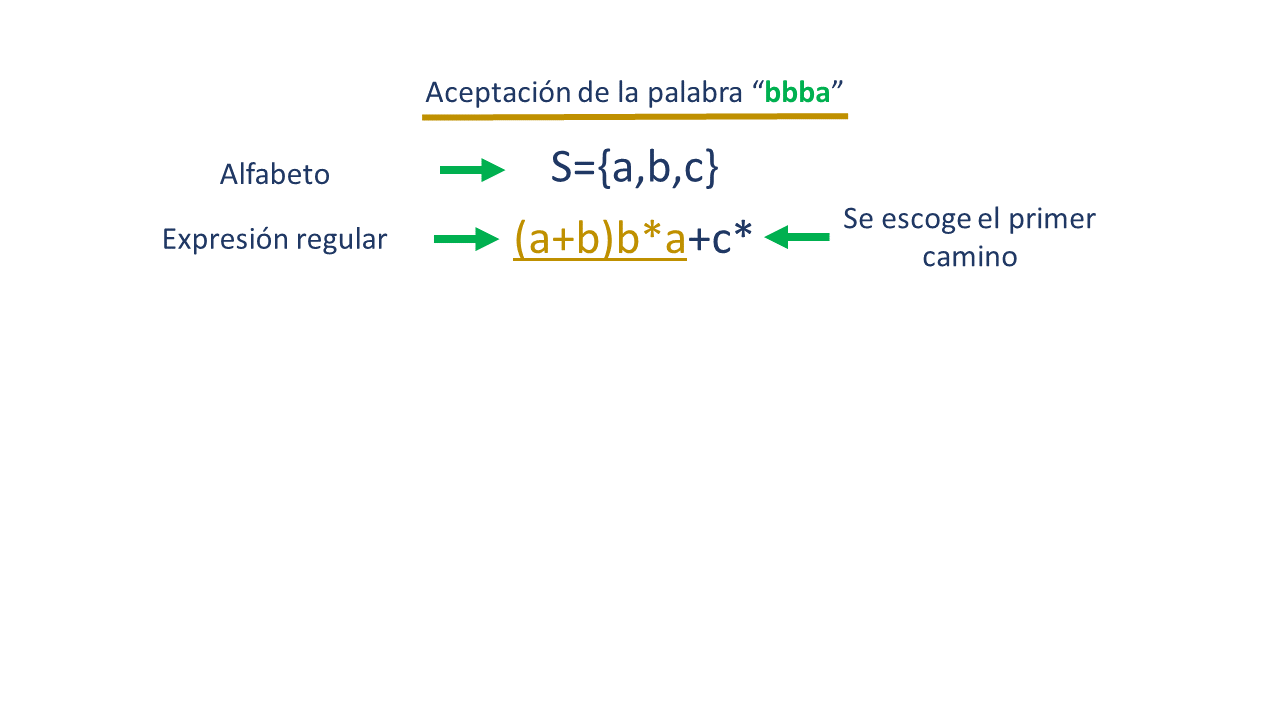 Aceptación de la palabra “bbba”
Alfabeto
S={a,b,c}
Expresión regular
(a+b)b*a+c*
Se escoge el primer
camino